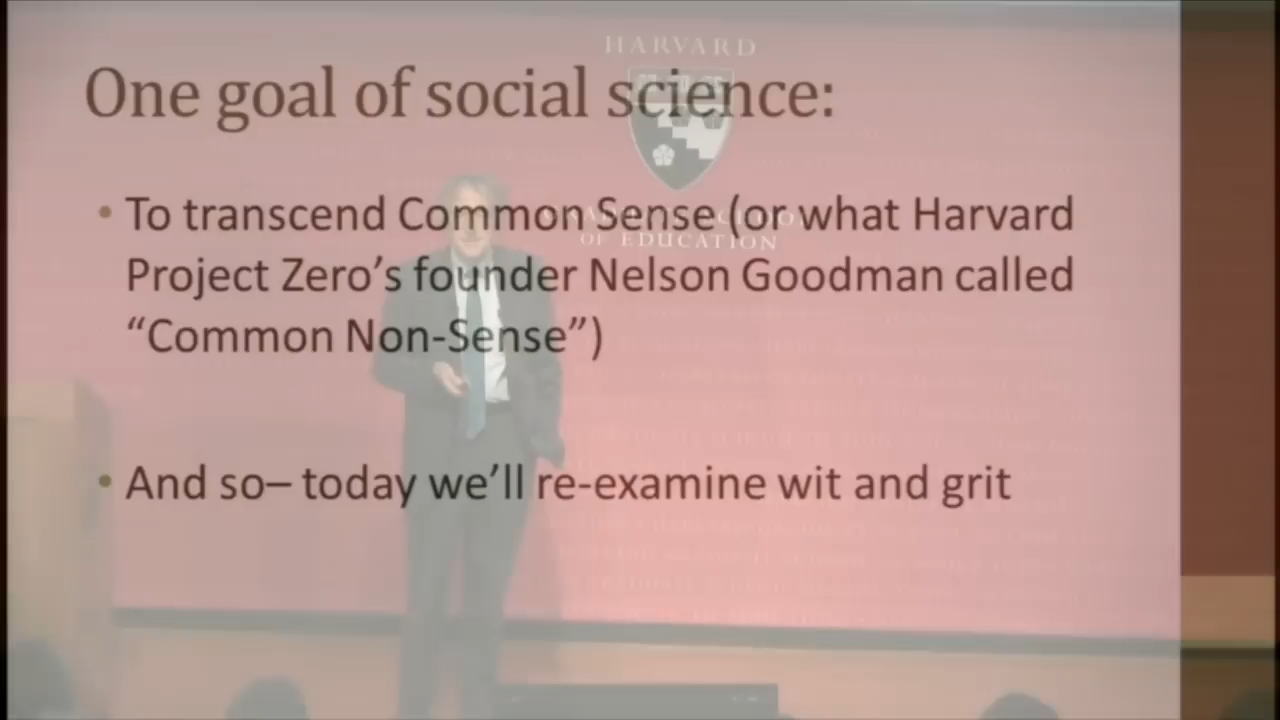 HARVARD
One goal of social science:
• To transcend Common Sense (or what Harvard
Project Zero’s founder Nelson Goodman called
“Common Non-Sense”)
OF EDUCATION
• And so– today we’ll re-examine wit and grit